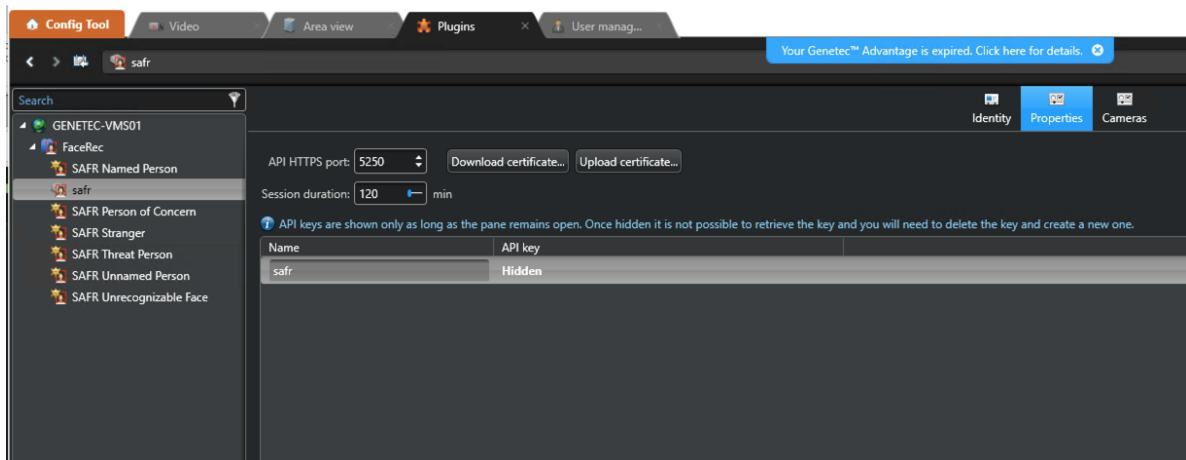 Config Tool
Video
Area view
Plugins
User manag...
Your Genetec™ Advantage is expired. Click here for details.
safr
Search
Identity
Properties
Cameras
GENETEC-VMS01
FaceRec
SAFR Named Person
safr
SAFR Person of Concern
SAFR Stranger
SAFR Threat Person
SAFR Unnamed Person
SAFR Unrecognizable Face
API HTTPS port: 5250 Download certificate... Upload certificate...
Session duration: 120 min
API keys are shown only as long as the pane remains open. Once hidden it is not possible to retrieve the key and you will need to delete the key and create a new one.
Name API key
safr Hidden